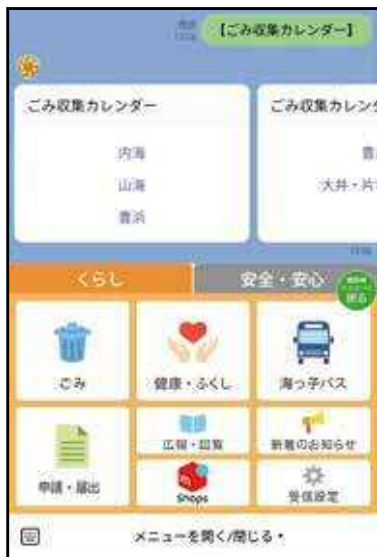 【ごみ収集カレンダー】
ごみ収集カレンダー
内海
山海
豊浜
ごみ収集カレン
豊
大井・片
くらし
安全・安心
戻る
ごみ
健康・ふくし
海っ子バス
申請・届出
広報・回覧
新着のお知らせ
Shops
受信設定
メニューを開く/閉じる